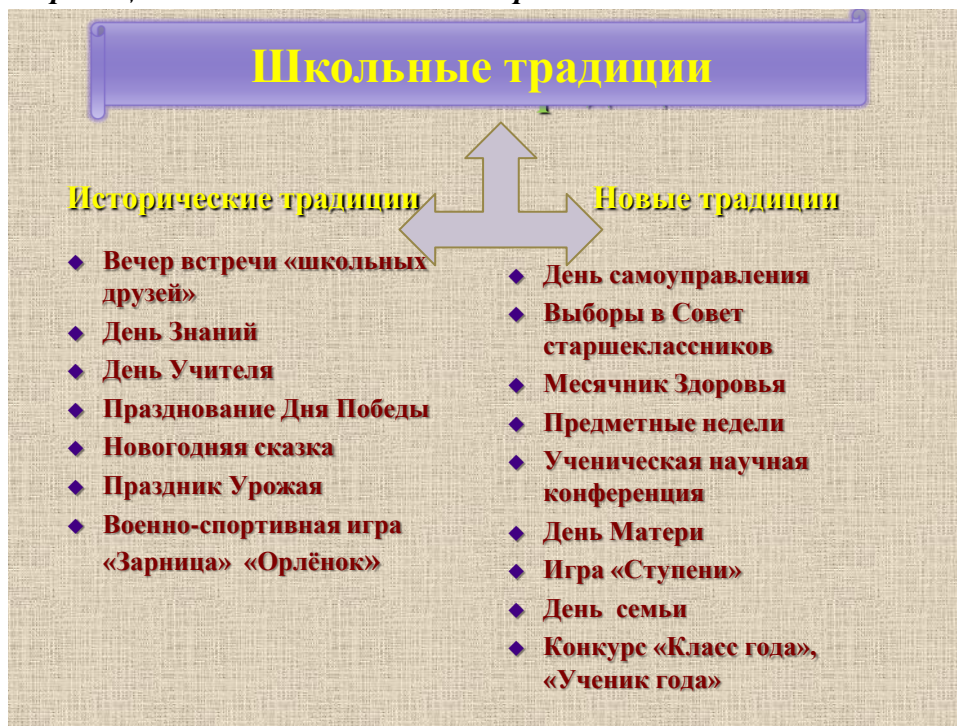 Школьные традиции
Исторические традиции
Вечер встречи «школьных
друзей»
День Знаний
День Учителя
Празднование Дня Победы
Новогодняя сказка
Праздник Урожая
Военно-спортивная игра
«Зарница» «Орлёнок»
Новые традиции
День самоуправления
Выборы в Совет
старшеклассников
Месячник Здоровья
Предметные недели
Ученическая научная
конференция
День Матери
Игра «Ступени»
День семьи
Конкурс «Класс года»,
«Ученик года»